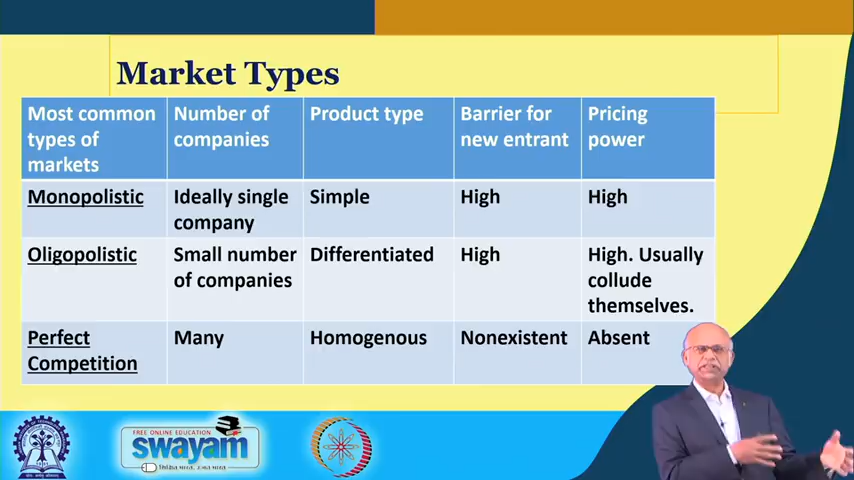 Market Types
Most common types of markets
Number of companies
Product type
Barrier for new entrant
Pricing power
Monopolistic
Ideally single company
Simple
High
High
Oligopolistic
Small number of companies
Differentiated
High
High. Usually collude themselves.
Perfect Competition
Many
Homogenous
Nonexistent
Absent
FREE ONLINE EDUCATION
swayam